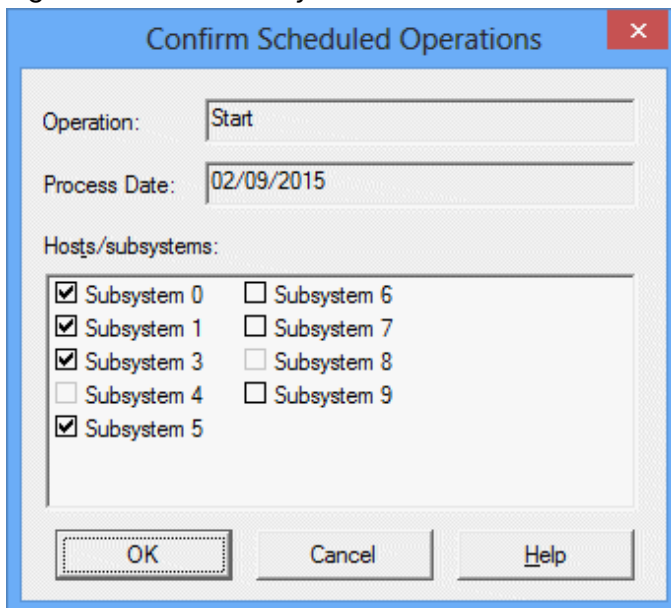 Confirm Scheduled Operations
Operation: Start
Process Date: 02/09/2015
Hosts/subsystems:
Subsystem 0
Subsystem 1
Subsystem 3
Subsystem 4
Subsystem 5
Subsystem 6
Subsystem 7
Subsystem 8
Subsystem 9
OK Cancel Help